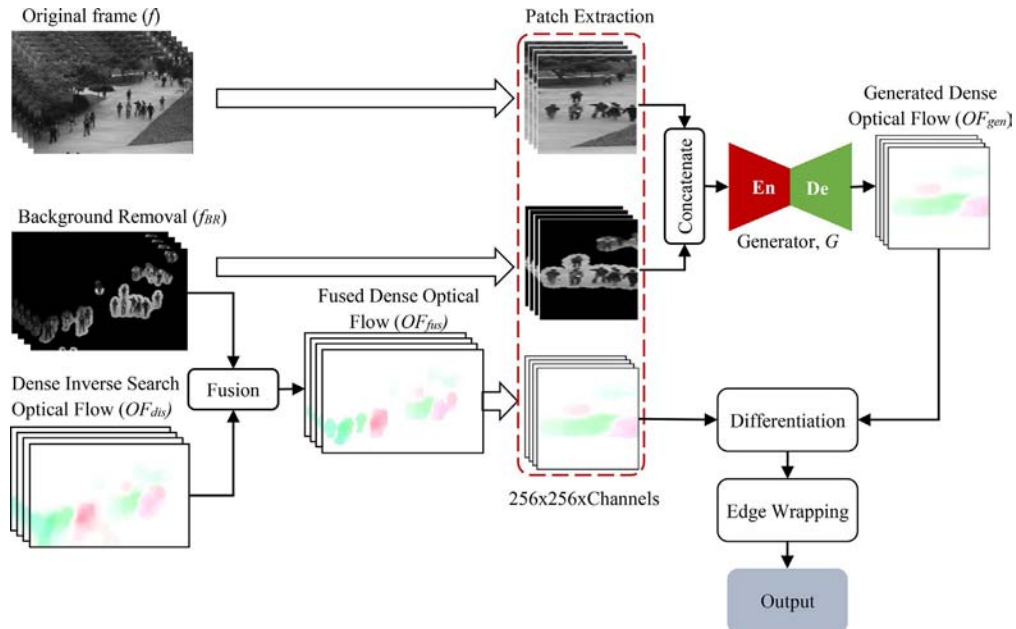 Original frame (f)
Patch Extraction
Generated Dense
Optical Flow (OFgen)
Concatenate
En
De
Generator, G
Background Removal (fBR)
Fused Dense Optical
Flow (OFfus)
Dense Inverse Search
Optical Flow (OFdis)
Fusion
Differentiation
256x256xChannels
Edge Wrapping
Output